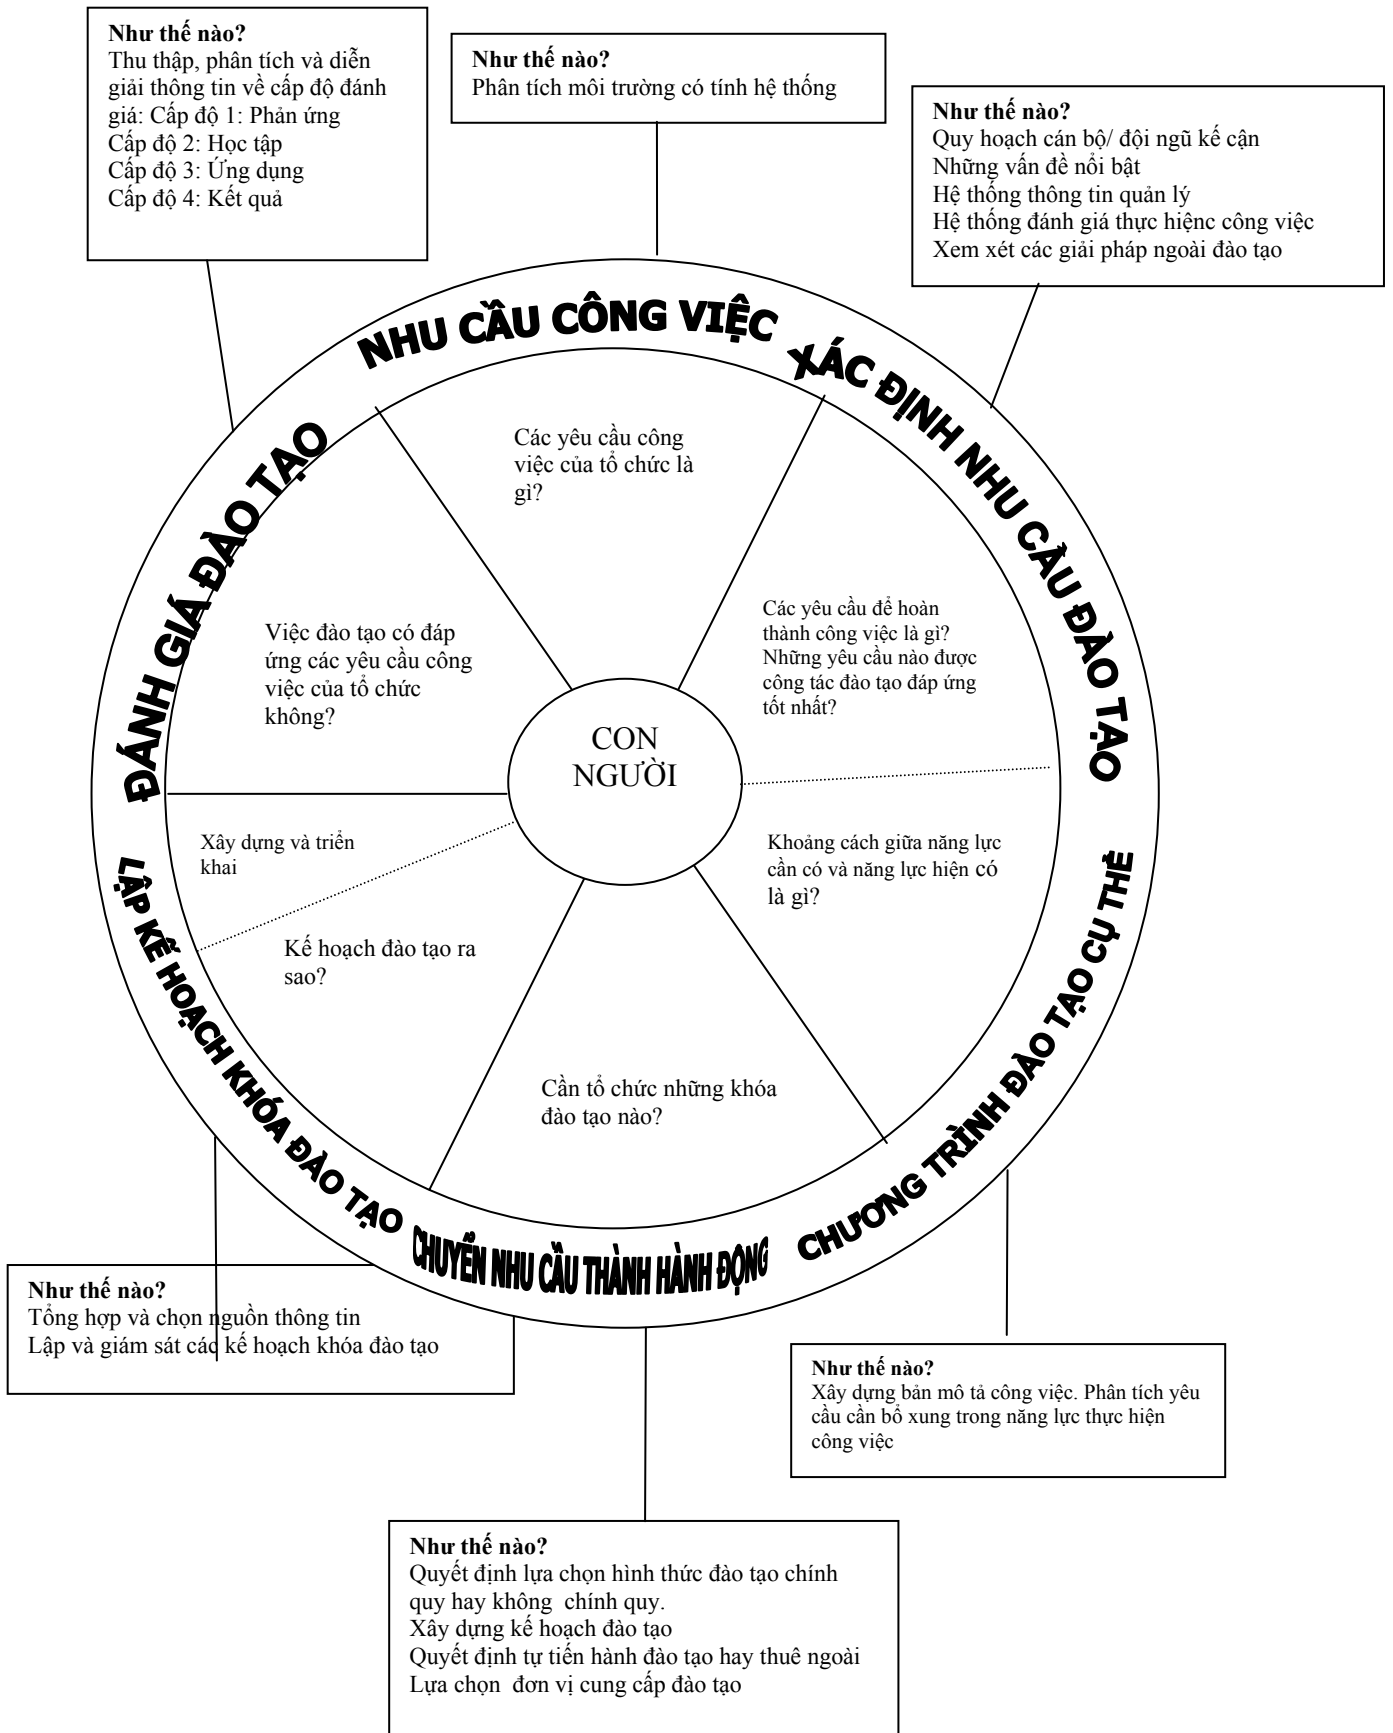 Như thế nào?
Thu thập, phân tích và diễn
giải thông tin về cấp độ đánh
giá: Cấp độ 1: Phản ứng
Cấp độ 2: Học tập
Cấp độ 3: Ứng dụng
Cấp độ 4: Kết quả
Như thế nào?
Phân tích môi trường có tính hệ thống
Như thế nào?
Quy hoạch cán bộ/ đội ngũ kế cận
Những vấn đề nổi bật
Hệ thống thông tin quản lý
Hệ thống đánh giá thực hiệnc công việc
Xem xét các giải pháp ngoài đào tạo
NHU CẦU CÔNG VIỆC
XÁC ĐỊNH NHU CẦU ĐÀO TẠO
ĐÁNH GIÁ ĐÀO TẠO
Các yêu cầu công
việc của tổ chức là
gì?
Các yêu cầu để hoàn
thành công việc là gì?
Những yêu cầu nào được
công tác đào tạo đáp ứng
tốt nhất?
Việc đào tạo có đáp
ứng các yêu cầu công
việc của tổ chức
không?
CON
NGƯỜI
Xây dựng và triển
khai
Khoảng cách giữa năng lực
cần có và năng lực hiện có
là gì?
Kế hoạch đào tạo ra
sao?
Cần tổ chức những khóa
đào tạo nào?
LẬP KẾ HOẠCH KHÓA ĐÀO TẠO
CHUYỂN NHU CẦU THÀNH HÀNH ĐỘNG
CHƯƠNG TRÌNH ĐÀO TẠO CỤ THỂ
Như thế nào?
Tổng hợp và chọn nguồn thông tin
Lập và giám sát các kế hoạch khóa đào tạo
Như thế nào?
Xây dựng bản mô tả công việc. Phân tích yêu
cầu cần bổ xung trong năng lực thực hiện
công việc
Như thế nào?
Quyết định lựa chọn hình thức đào tạo chính
quy hay không  chính quy.
Xây dựng kế hoạch đào tạo
Quyết định tự tiến hành đào tạo hay thuê ngoài
Lựa chọn  đơn vị cung cấp đào tạo